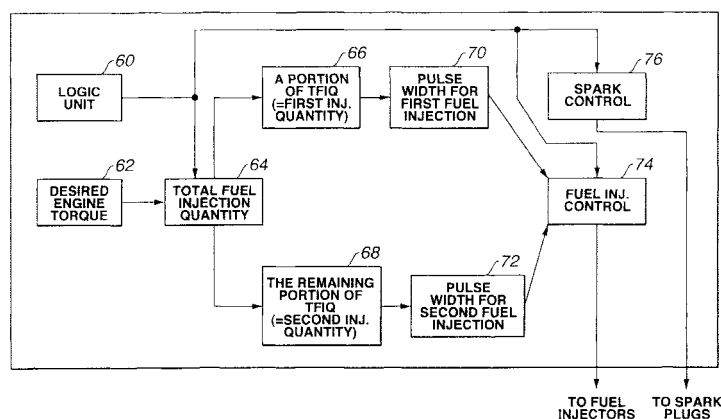 60
LOGIC
UNIT
62
DESIRED
ENGINE
TORQUE
64
TOTAL FUEL
INJECTION
QUANTITY
66
A PORTION
OF TFIQ
(=FIRST INJ.
QUANTITY)
70
PULSE
WIDTH FOR
FIRST FUEL
INJECTION
76
SPARK
CONTROL
74
FUEL INJ.
CONTROL
68
THE REMAINING
PORTION OF
TFIQ
(=SECOND INJ.
QUANTITY)
72
PULSE
WIDTH FOR
SECOND FUEL
INJECTION
TO FUEL
INJECTORS
TO SPARK
PLUGS